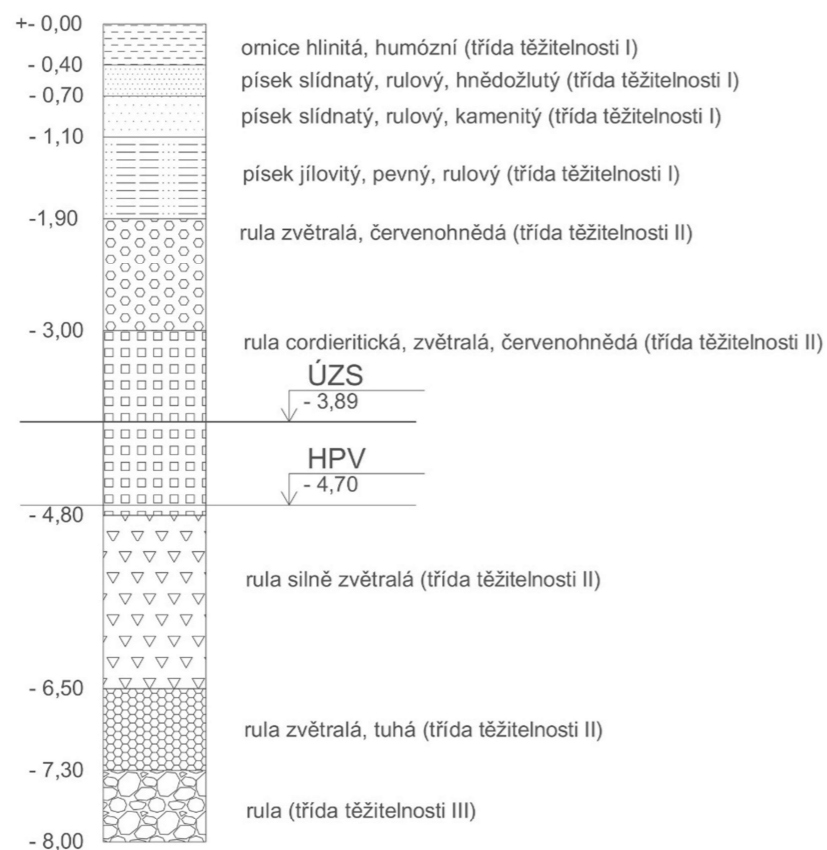 +- 0,00
ornice hlinitá, humózní (třída těžitelnosti I)
- 0,40
písek slídnatý, rulový, hnědožlutý (třída těžitelnosti I)
- 0,70
písek slídnatý, rulový, kamenitý (třída těžitelnosti I)
- 1,10
písek jílovitý, pevný, rulový (třída těžitelnosti I)
-1,90
rula zvětralá, červenohnědá (třída těžitelnosti II)
- 3,00
rula cordieritická, zvětralá, červenohnědá (třída těžitelnosti II)
ÚZS
- 3,89
HPV
- 4,70
- 4,80
rula silně zvětralá (třída těžitelnosti II)
- 6,50
rula zvětralá, tuhá (třída těžitelnosti II)
- 7,30
rula (třída těžitelnosti III)
- 8,00